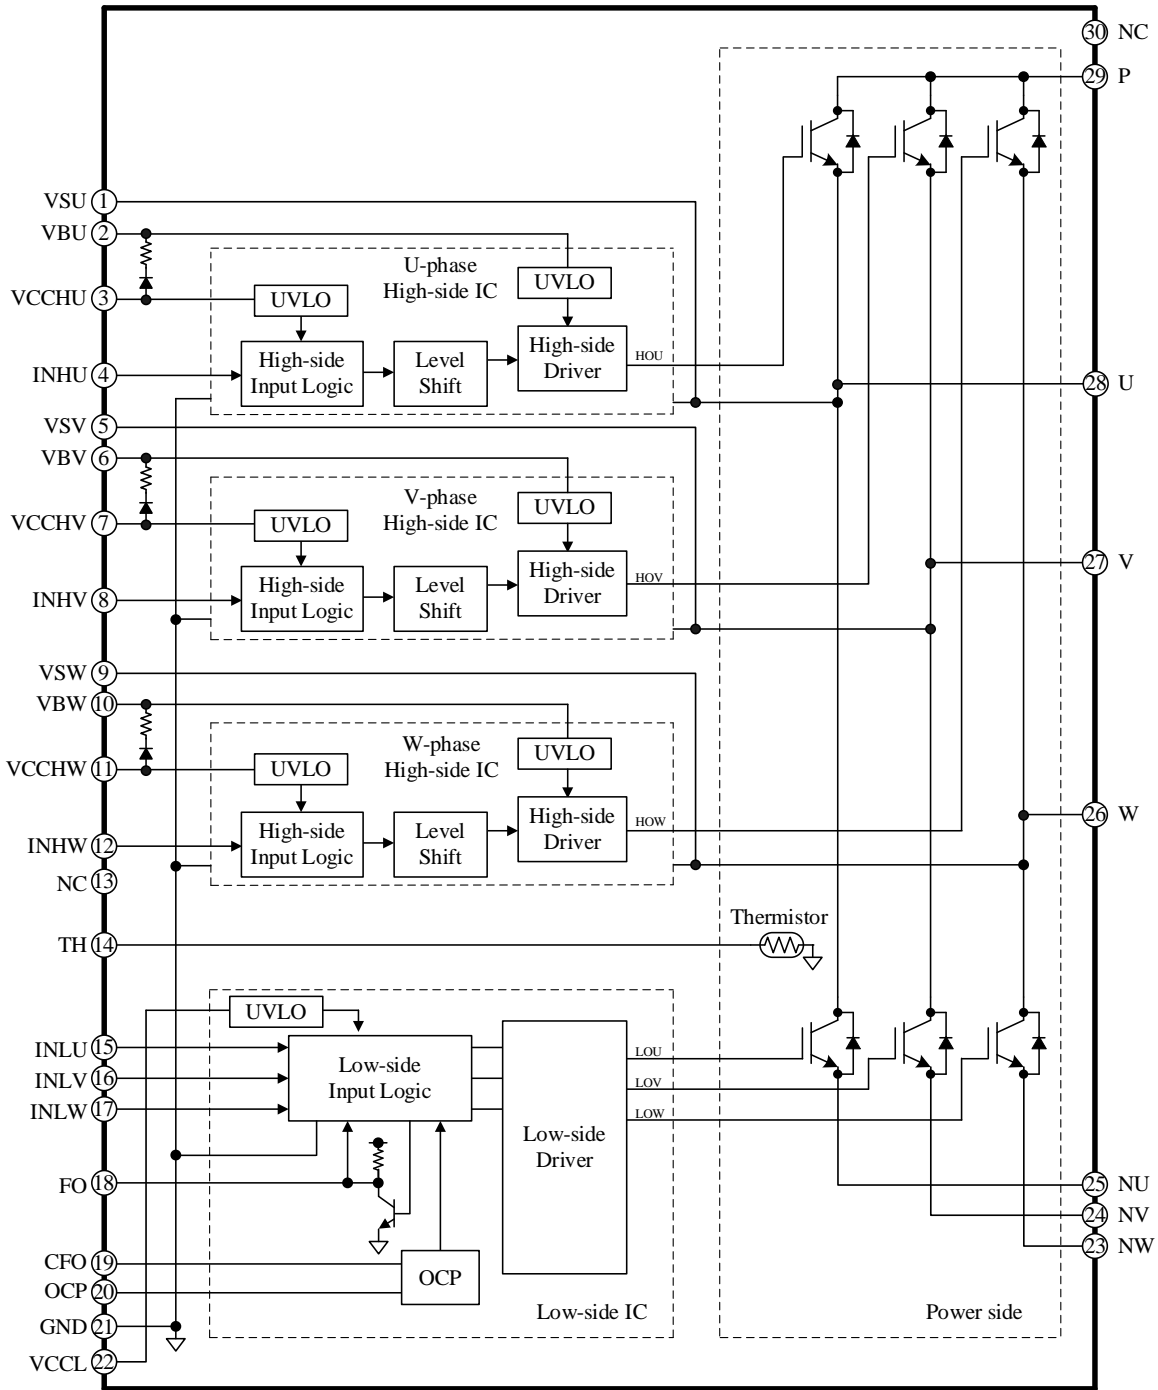 30 NC
29 P
VSU 1
VBU 2
U-phase
High-side IC
UVLO
VCCHU 3
UVLO
High-side
Driver
HOU
High-side
Input Logic
Level
Shift
INHU 4
28 U
VSV 5
VBV 6
V-phase
High-side IC
UVLO
VCCHV 7
UVLO
High-side
Driver
HOV
27 V
High-side
Input Logic
Level
Shift
INHV 8
VSW 9
VBW 10
W-phase
High-side IC
UVLO
VCCHW 11
UVLO
High-side
Driver
HOW
26 W
High-side
Input Logic
Level
Shift
INHW 12
NC 13
Thermistor
TH 14
UVLO
INLU 15
INLV 16
INLW 17
Low-side
Input Logic
LOU
LOV
LOW
Low-side
Driver
FO 18
25 NU
24 NV
23 NW
CFO 19
OCP 20
OCP
GND 21
Low-side IC
Power side
VCCL 22